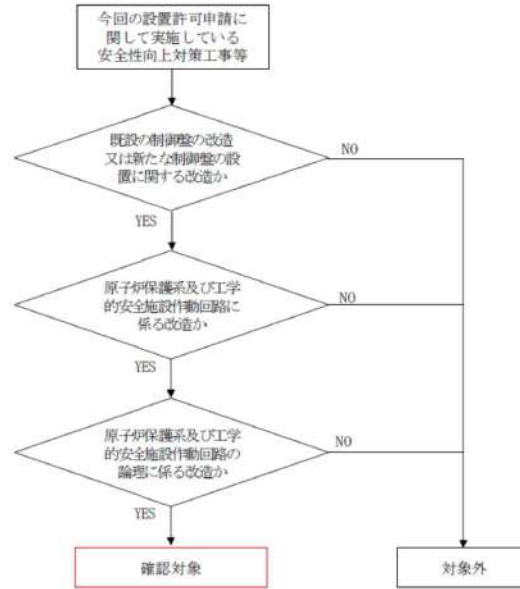 今回の設置許可申請に
関して実施している
安全性向上対策工事等
既設の制御盤の改造
又は新たな制御盤の設
置に関する改造か
NO
YES
原子炉保護系及び工学
的安全施設作動回路に
係る改造か
NO
YES
原子炉保護系及び工学
的安全施設作動回路の
論理に係る改造か
NO
YES
確認対象
対象外